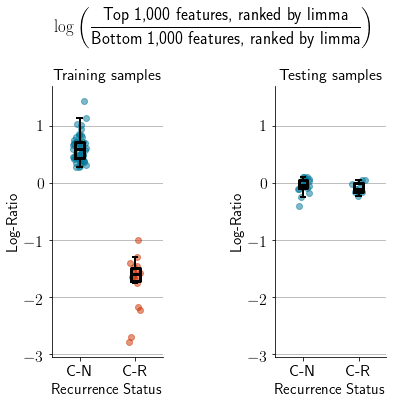 log ( Top 1,000 features, ranked by limma
Bottom 1,000 features, ranked by limma )
Training samples
Log-Ratio
1
0
−1
−2
−3
C-N C-R
Recurrence Status
Testing samples
Log-Ratio
1
0
−1
−2
−3
C-N C-R
Recurrence Status